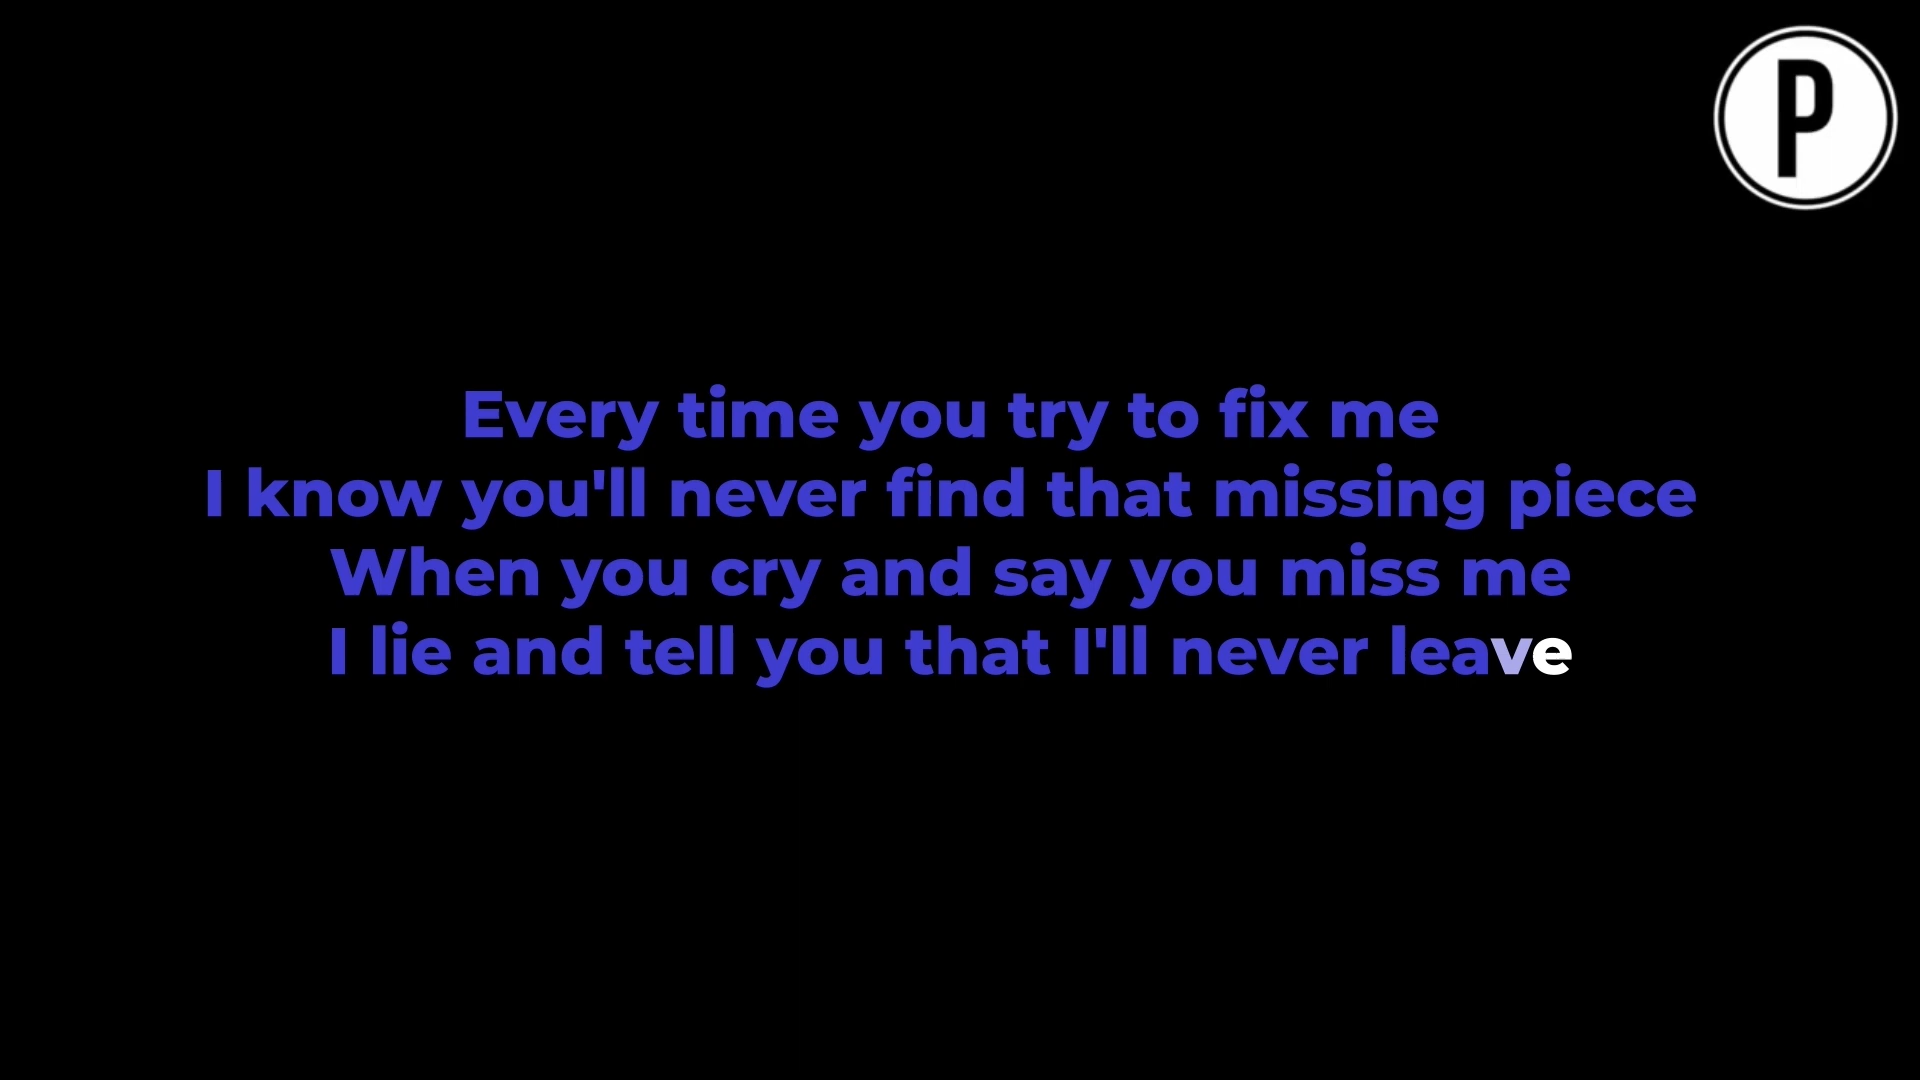 P
Every time you try to fix me
I know you'll never find that missing piece
When you cry and say you miss me
I lie and tell you that I'll never leave